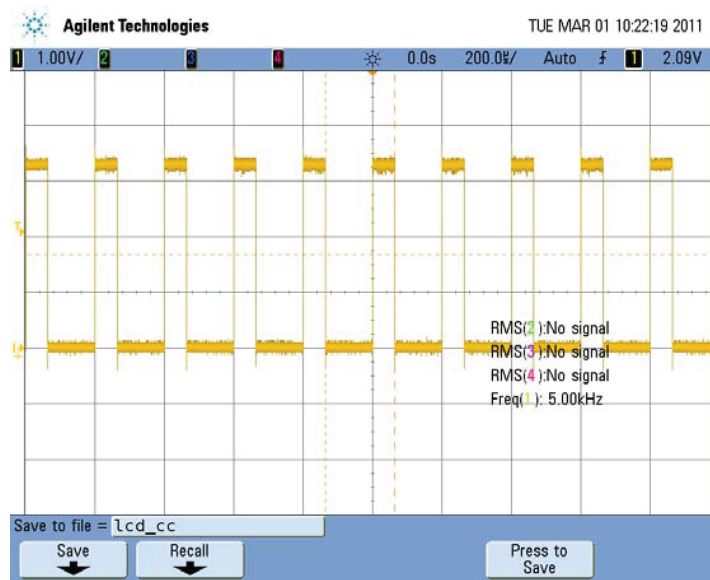 Agilent Technologies TUE MAR 01 10:22:19 2011
1 1.00V/ 2 3 4 0.0s 200.0µ/ Auto 1 2.09V
T
1
RMS(2):No signal
RMS(3):No signal
RMS(4):No signal
Freq(1): 5.00kHz
Save to file = lcd_cc
Save Recall Press to
Save